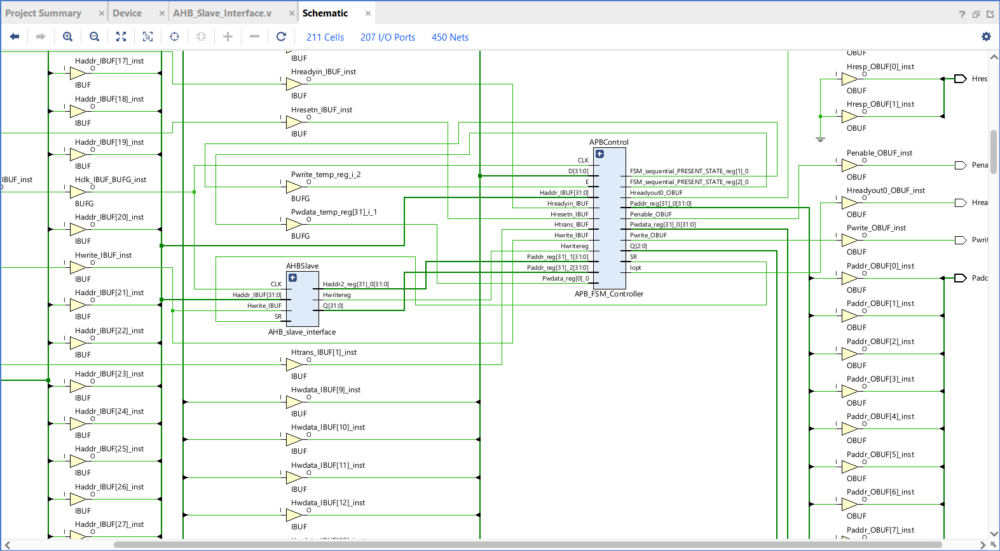 Project Summary × Device × AHB_Slave_Interface.v × Schematic ×
? 
211 Cells 207 I/O Ports 450 Nets
Haddr_IBUF[17]_inst
I O
IBUF
Haddr_IBUF[18]_inst
I O
IBUF
Haddr_IBUF[19]_inst
I O
IBUF
IBUF_inst
O
Hclk_IBUF_BUFG_inst
I O
BUFG
Haddr_IBUF[20]_inst
I O
IBUF
Hwrite_IBUF_inst
I O
IBUF
Haddr_IBUF[21]_inst
I O
IBUF
Haddr_IBUF[22]_inst
I O
IBUF
Haddr_IBUF[23]_inst
I O
IBUF
Haddr_IBUF[24]_inst
I O
IBUF
Haddr_IBUF[25]_inst
I O
IBUF
Haddr_IBUF[26]_inst
I O
IBUF
Haddr_IBUF[27]_inst
I O
IBUF
Hreadyin_IBUF_inst
I O
IBUF
Hresetn_IBUF_inst
I O
IBUF
Pwrite_temp_reg_i_2
I O
BUFG
Pwdata_temp_reg[31]_i_1
I O
BUFG
AHBSlave
CLK
Haddr_IBUF[31:0]
Hwrite_IBUF
SR
Haddr2_reg[31]_0[31:0]
Hwritereg
Q[31:0]
AHB_slave_interface
Htrans_IBUF[1]_inst
I O
IBUF
Hwdata_IBUF[9]_inst
I O
IBUF
Hwdata_IBUF[10]_inst
I O
IBUF
Hwdata_IBUF[11]_inst
I O
IBUF
Hwdata_IBUF[12]_inst
I O
IBUF
APBControl
CLK
D[31:0]
E
Haddr_IBUF[31:0]
Hreadyin_IBUF
Hresetn_IBUF
Htrans_IBUF
Hwrite_IBUF
Hwritereg
Paddr_reg[31]_1[31:0]
Paddr_reg[31]_2[31:0]
Pwdata_reg[0]_0
FSM_sequential_PRESENT_STATE_reg[1]_0
FSM_sequential_PRESENT_STATE_reg[2]_0
Hreadyout0_OBUF
Paddr_reg[31]_0[31:0]
Penable_OBUF
Pwdata_reg[31]_0[31:0]
Pwrite_OBUF
Q[2:0]
SR
lopt
APB_FSM_Controller
OBUF
Hresp_OBUF[0]_inst
I O
OBUF
Hres
Hresp_OBUF[1]_inst
I O
OBUF
Penable_OBUF_inst
I O
OBUF
Pena
Hreadyout0_OBUF_inst
I O
OBUF
Hrea
Pwrite_OBUF_inst
I O
OBUF
Pwrit
Paddr_OBUF[0]_inst
I O
OBUF
Padd
Paddr_OBUF[1]_inst
I O
OBUF
Paddr_OBUF[2]_inst
I O
OBUF
Paddr_OBUF[3]_inst
I O
OBUF
Paddr_OBUF[4]_inst
I O
OBUF
Paddr_OBUF[5]_inst
I O
OBUF
Paddr_OBUF[6]_inst
I O
OBUF
Paddr_OBUF[7]_inst
I O